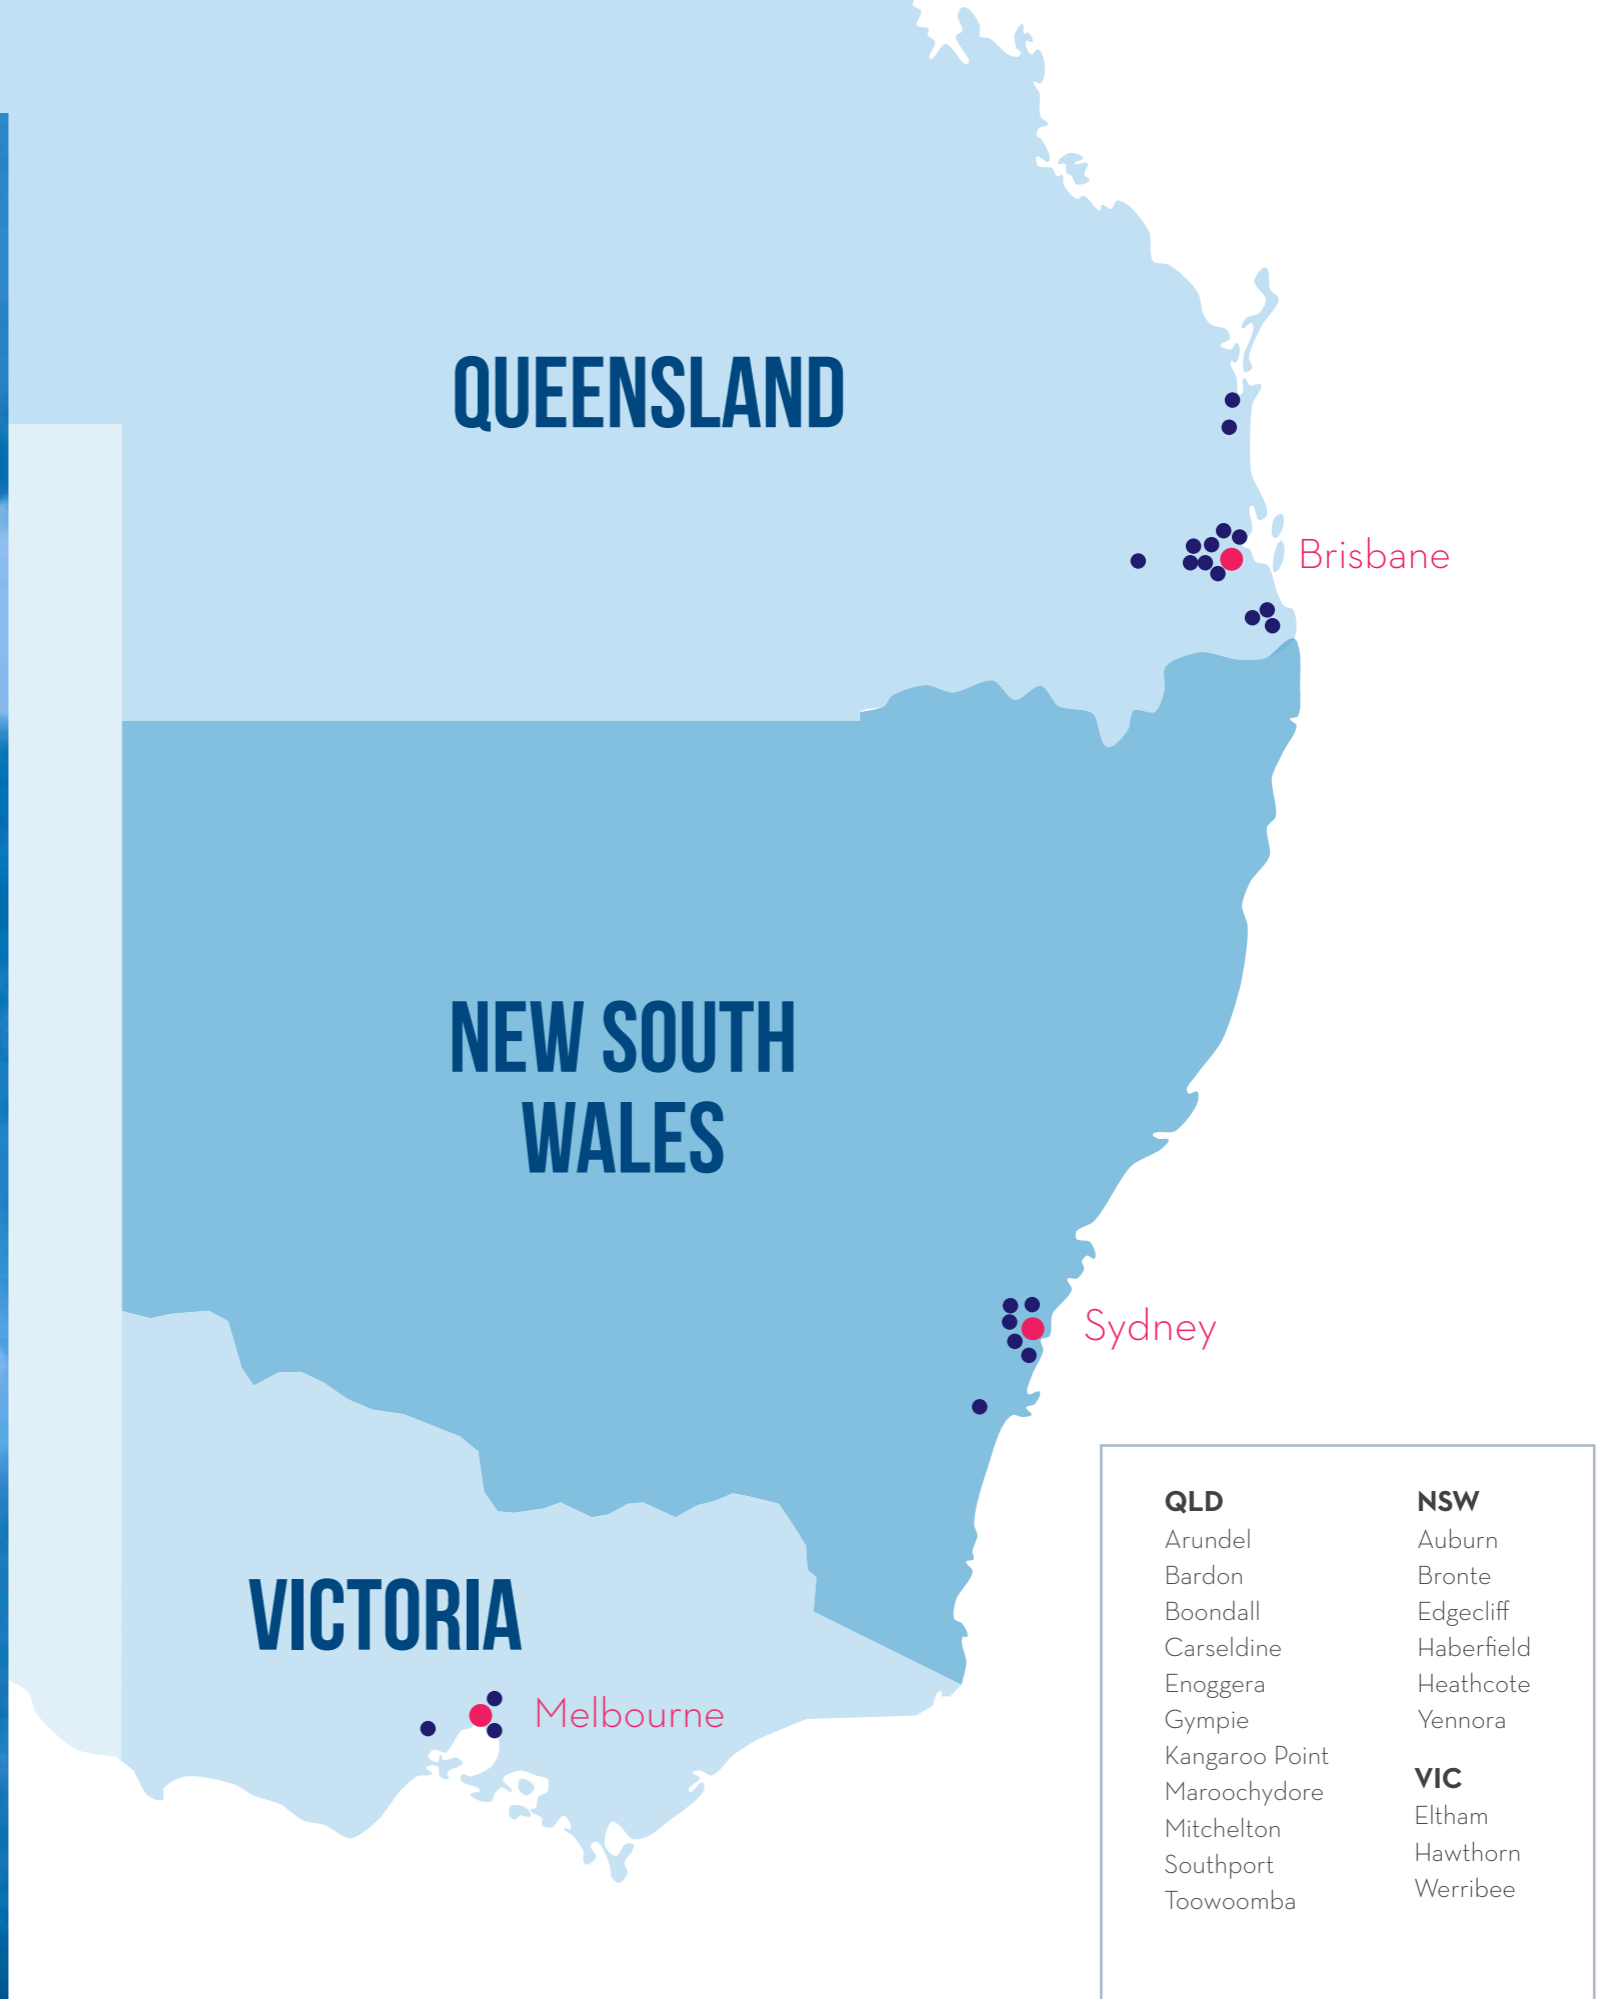 QUEENSLAND
Brisbane
NEW SOUTH
WALES
Sydney
VICTORIA
Melbourne
QLD
Arundel
Bardon
Boondall
Carseldine
Enoggera
Gympie
Kangaroo Point
Maroochydore
Mitchelton
Southport
Toowoomba
NSW
Auburn
Bronte
Edgecliff
Haberfield
Heathcote
Yennora
VIC
Eltham
Hawthorn
Werribee